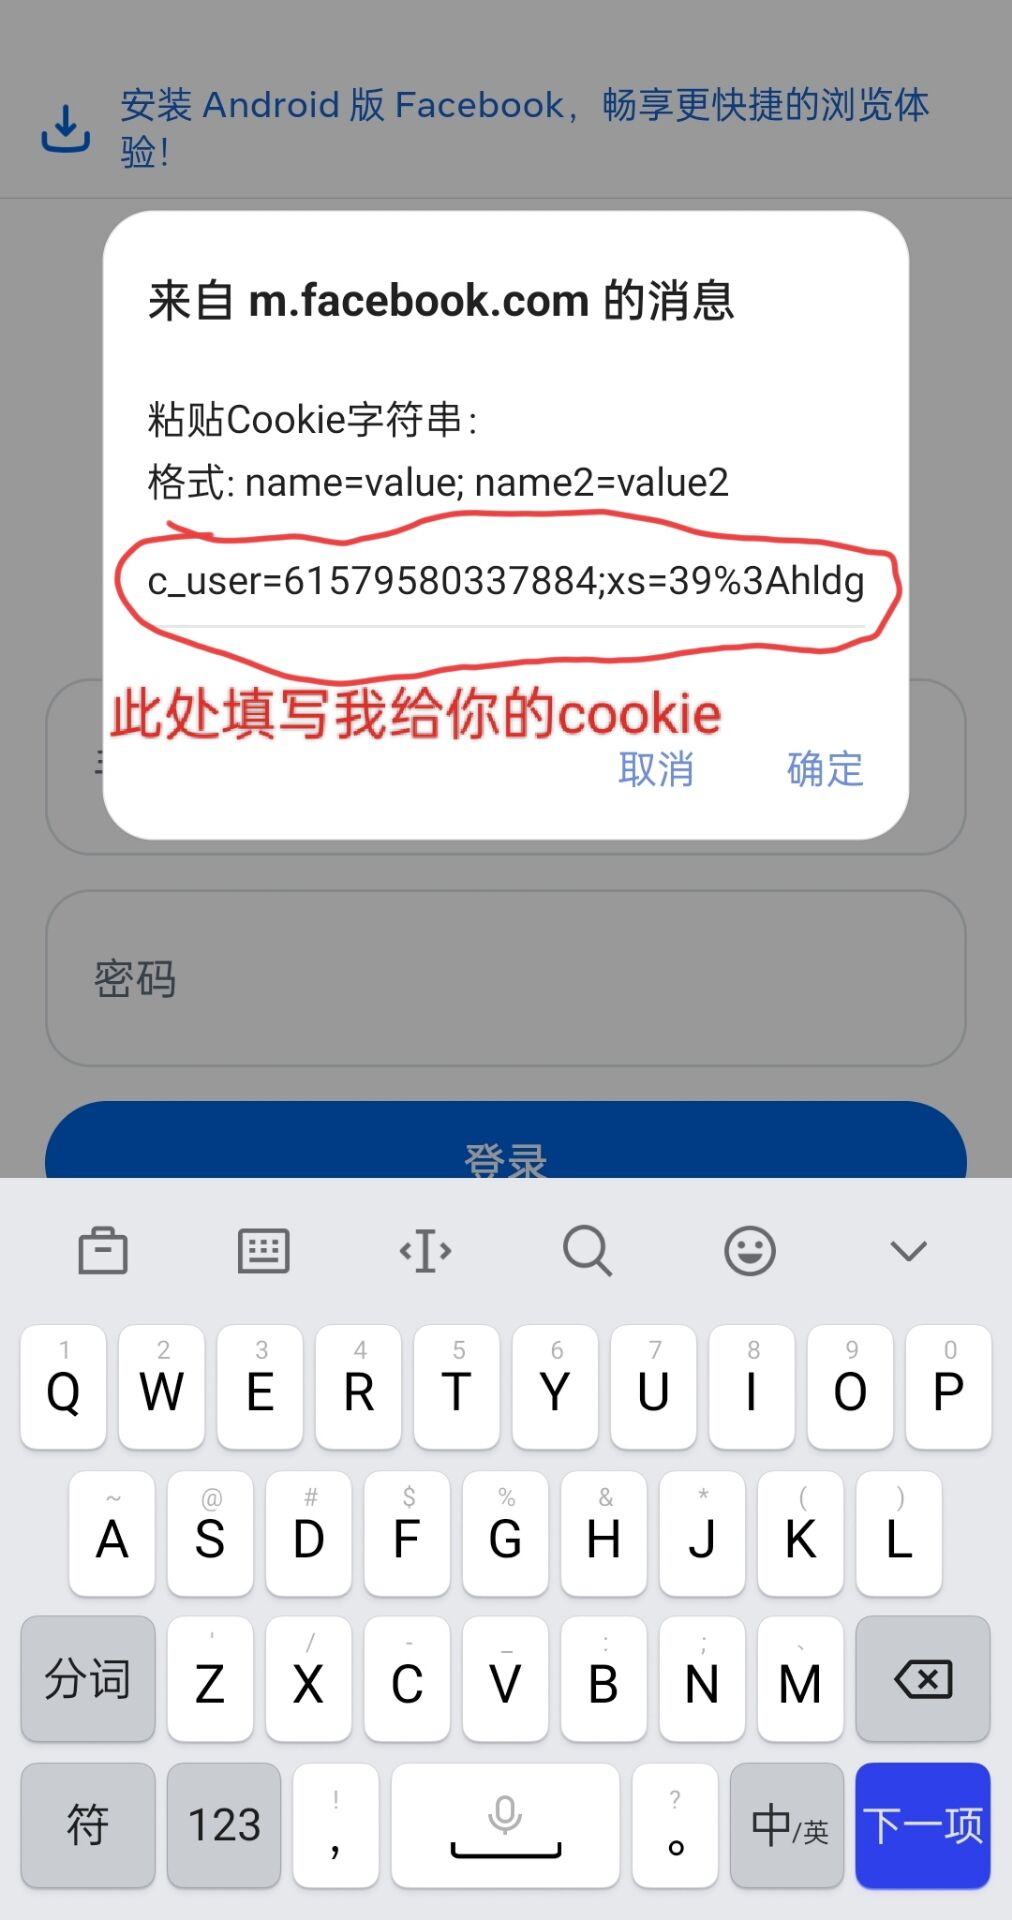 安装 Android 版 Facebook，畅享更快捷的浏览体
验！
来自 m.facebook.com 的消息
粘贴Cookie字符串：
格式: name=value; name2=value2
c_user=61579580337884;xs=39%3Ahldg
此处填写我给你的cookie
取消 确定
密码
登录
1 2 3 4 5 6 7 8 9 0
Q W E R T Y U I O P
~ @ # $ % & * ( )
A S D F G H J K L
' / - _ : ; 、
分词 Z X C V B N M
! ?
符 123 , 。 中/英 下一项